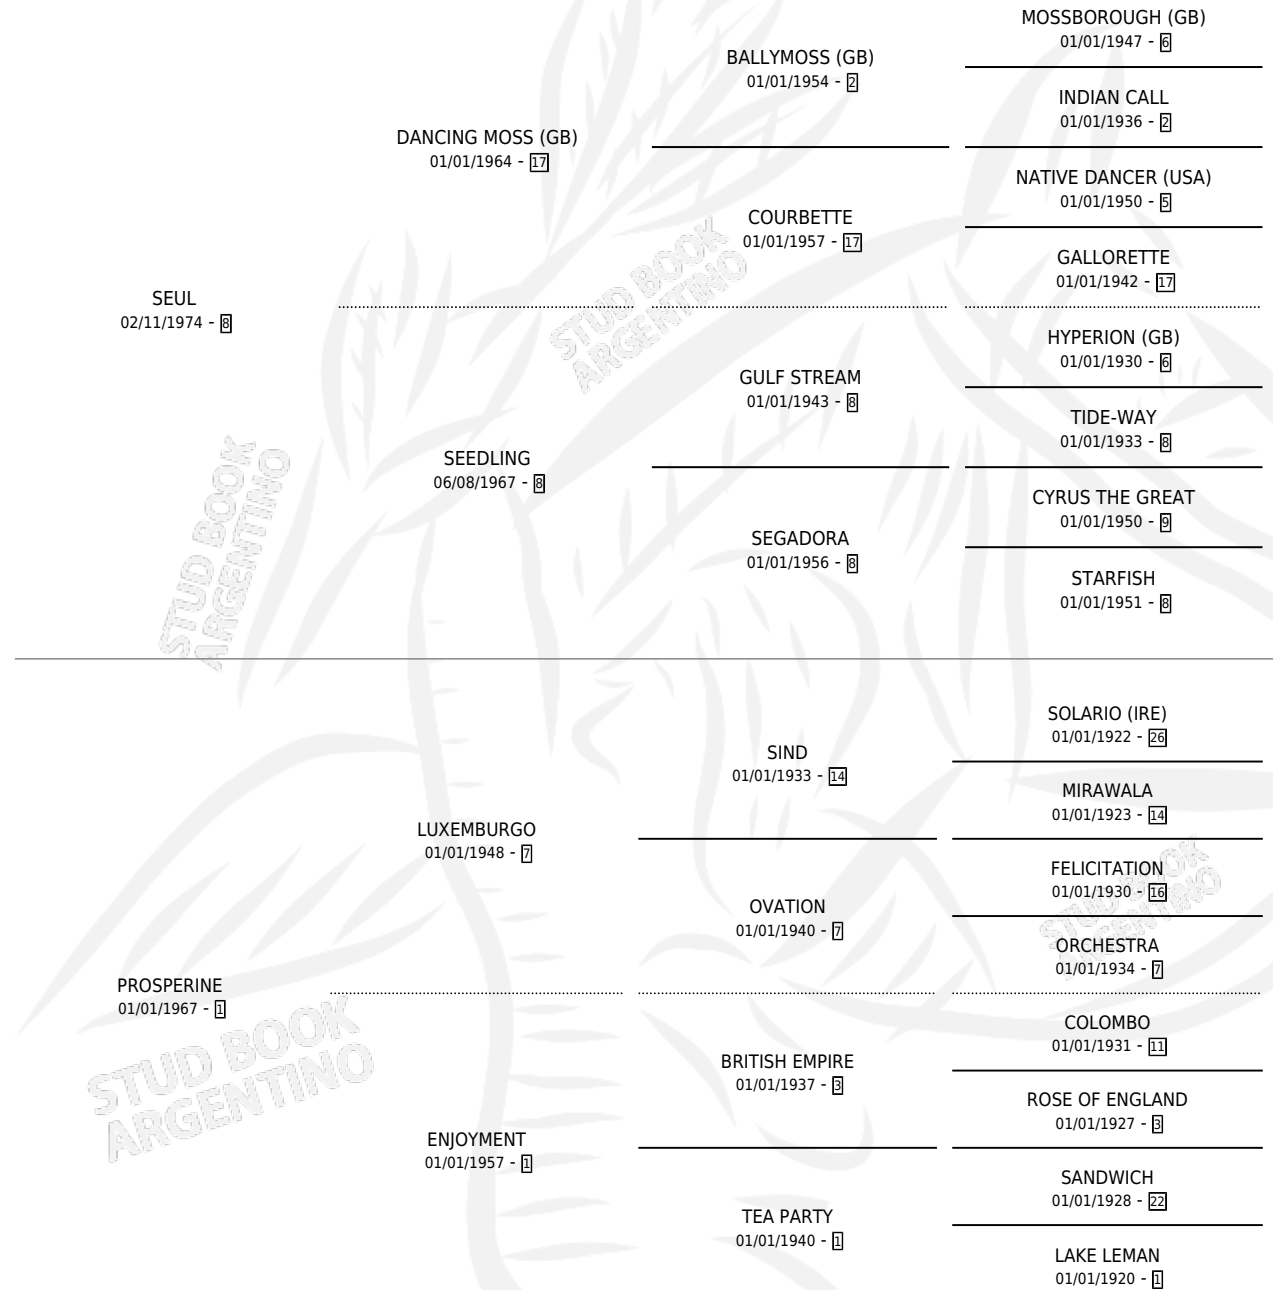 MOSSBOROUGH (GB)
01/01/1947 - 6
BALLYMOSS (GB)
01/01/1954 - 2
INDIAN CALL
01/01/1936 - 2
DANCING MOSS (GB)
01/01/1964 - 17
NATIVE DANCER (USA)
01/01/1950 - 5
COURBETTE
01/01/1957 - 17
GALLORETTE
01/01/1942 - 17
SEUL
02/11/1974 - 8
STUD BOOK
ARGENTINO
HYPERION (GB)
01/01/1930 - 6
GULF STREAM
01/01/1943 - 8
TIDE-WAY
01/01/1933 - 8
SEEDLING
06/08/1967 - 8
CYRUS THE GREAT
01/01/1950 - 9
SEGADORA
01/01/1956 - 8
STARFISH
01/01/1951 - 8
STUD BOOK
ARGENTINO
SOLARIO (IRE)
01/01/1922 - 26
SIND
01/01/1933 - 14
MIRAWALA
01/01/1923 - 14
LUXEMBURGO
01/01/1948 - 7
FELICITATION
01/01/1930 - 16
OVATION
01/01/1940 - 7
STUD BOOK
ARGENTINO
ORCHESTRA
01/01/1934 - 7
PROSPERINE
01/01/1967 - 1
COLOMBO
01/01/1931 - 11
BRITISH EMPIRE
01/01/1937 - 3
STUD BOOK
ARGENTINO
ROSE OF ENGLAND
01/01/1927 - 3
ENJOYMENT
01/01/1957 - 1
SANDWICH
01/01/1928 - 22
TEA PARTY
01/01/1940 - 1
LAKE LEMAN
01/01/1920 - 1